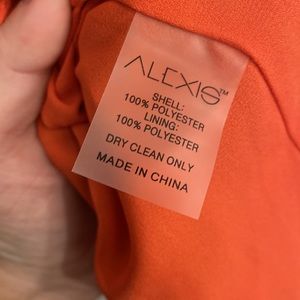 ALEXIS™
SHELL:
100% POLYESTER
LINING:
100% POLYESTER
DRY CLEAN ONLY
MADE IN CHINA